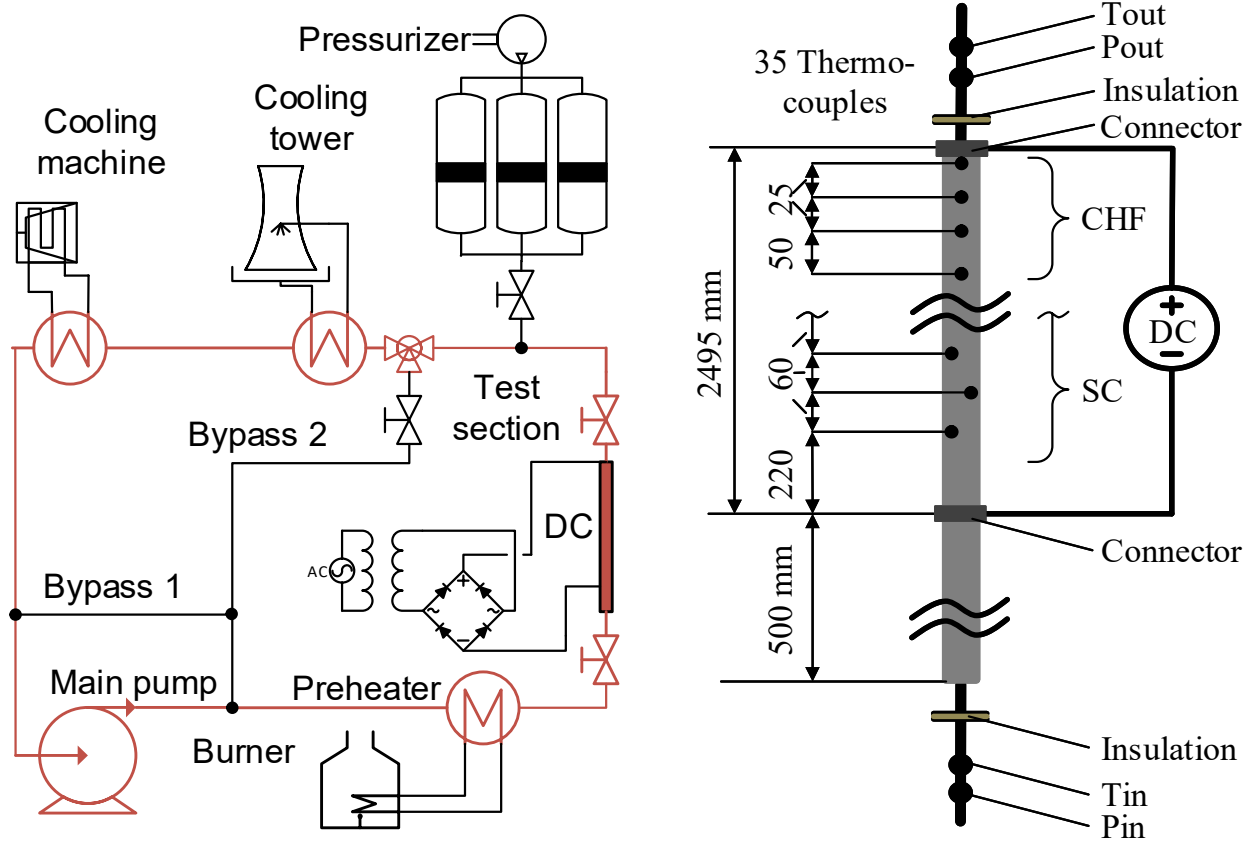 Pressurizer
Cooling
tower
Cooling
machine
Test
section
Bypass 2
DC
AC
Bypass 1
Main pump
Preheater
Burner
35 Thermo-
couples
Tout
Pout
Insulation
Connector
25
50
CHF
2495 mm
60
SC
220
+
DC
−
500 mm
Connector
Insulation
Tin
Pin